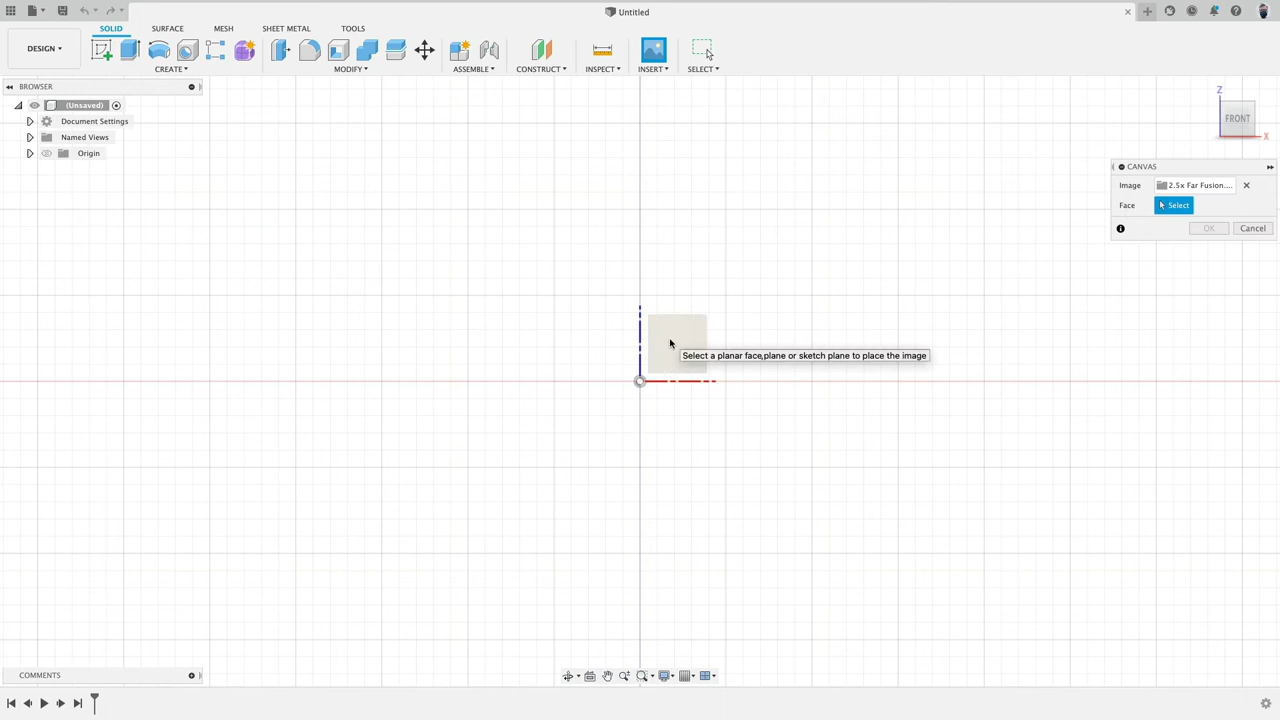 Untitled
SOLID
SURFACE
MESH
SHEET METAL
TOOLS
DESIGN
CREATE
MODIFY
ASSEMBLE
CONSTRUCT
INSPECT
INSERT
SELECT
BROWSER
(Unsaved)
Document Settings
Named Views
Origin
Z
FRONT
X
CANVAS
Image
2.5x Far Fusion....
Face
Select
OK
Cancel
Select a planar face,plane or sketch plane to place the image
COMMENTS